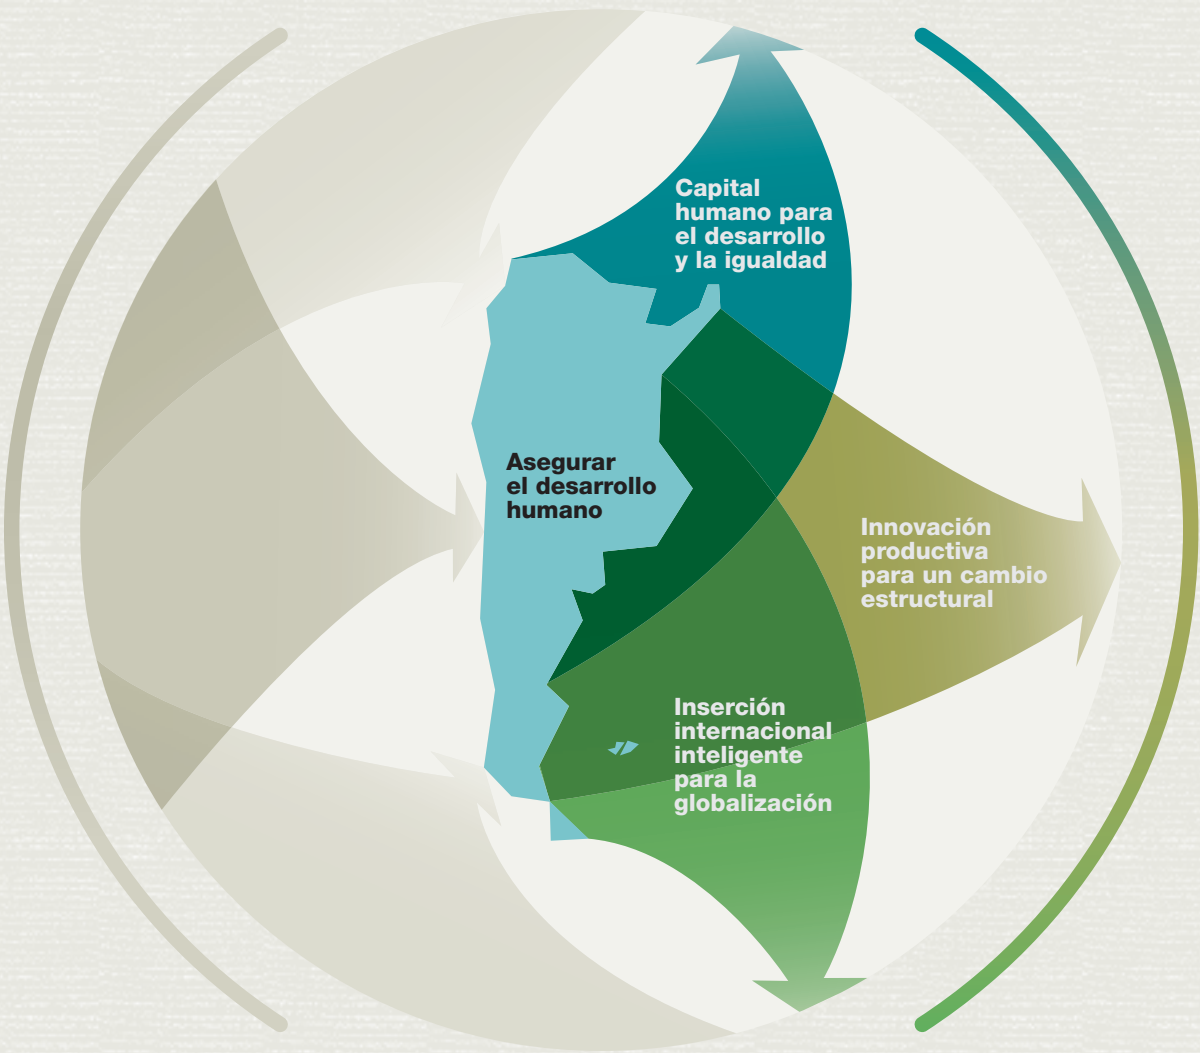 Capital
humano para
el desarrollo
y la igualdad
Asegurar
el desarrollo
humano
Innovación
productiva
para un cambio
estructural
Inserción
internacional
inteligente
para la
globalización